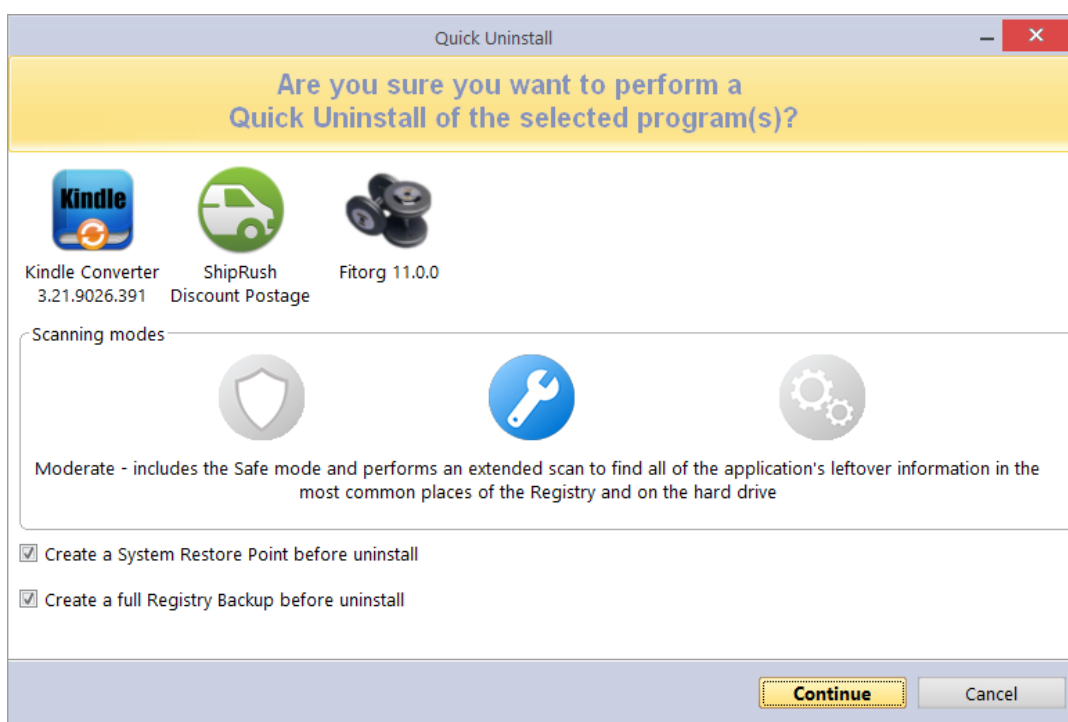 Quick Uninstall
Are you sure you want to perform a
Quick Uninstall of the selected program(s)?
Kindle
Kindle Converter
3.21.9026.391
ShipRush
Discount Postage
Fitorg 11.0.0
Scanning modes
Moderate - includes the Safe mode and performs an extended scan to find all of the application's leftover information in the
most common places of the Registry and on the hard drive
Create a System Restore Point before uninstall
Create a full Registry Backup before uninstall
Continue
Cancel